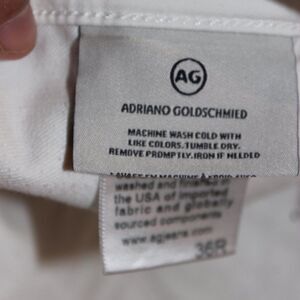 AG
ADRIANO GOLDSCHMIED
MACHINE WASH COLD WITH
LIKE COLORS. TUMBLE DRY.
REMOVE PROMPTLY. IRON IF NEEDED
washed and finished in
the USA of imported
fabric and globally
sourced components
www.agjeans.com
36R